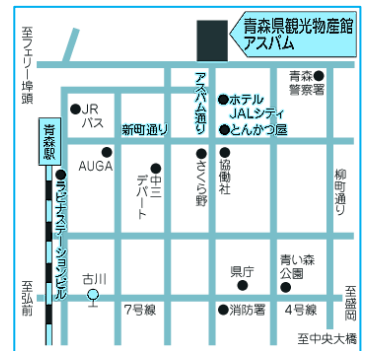 青森県観光物産館
アスパム
至フェリー埠頭
アスパム通り
青森
警察署
ホテル
JALシティ
とんかつ屋
JR
バス
新町通り
青森駅
AUGA
中三
デパート
さくら野
協働社
柳町通り
ラビナステーションビル
古川
県庁
青い森
公園
至弘前
7号線
消防署
4号線
至盛岡
至中央大橋